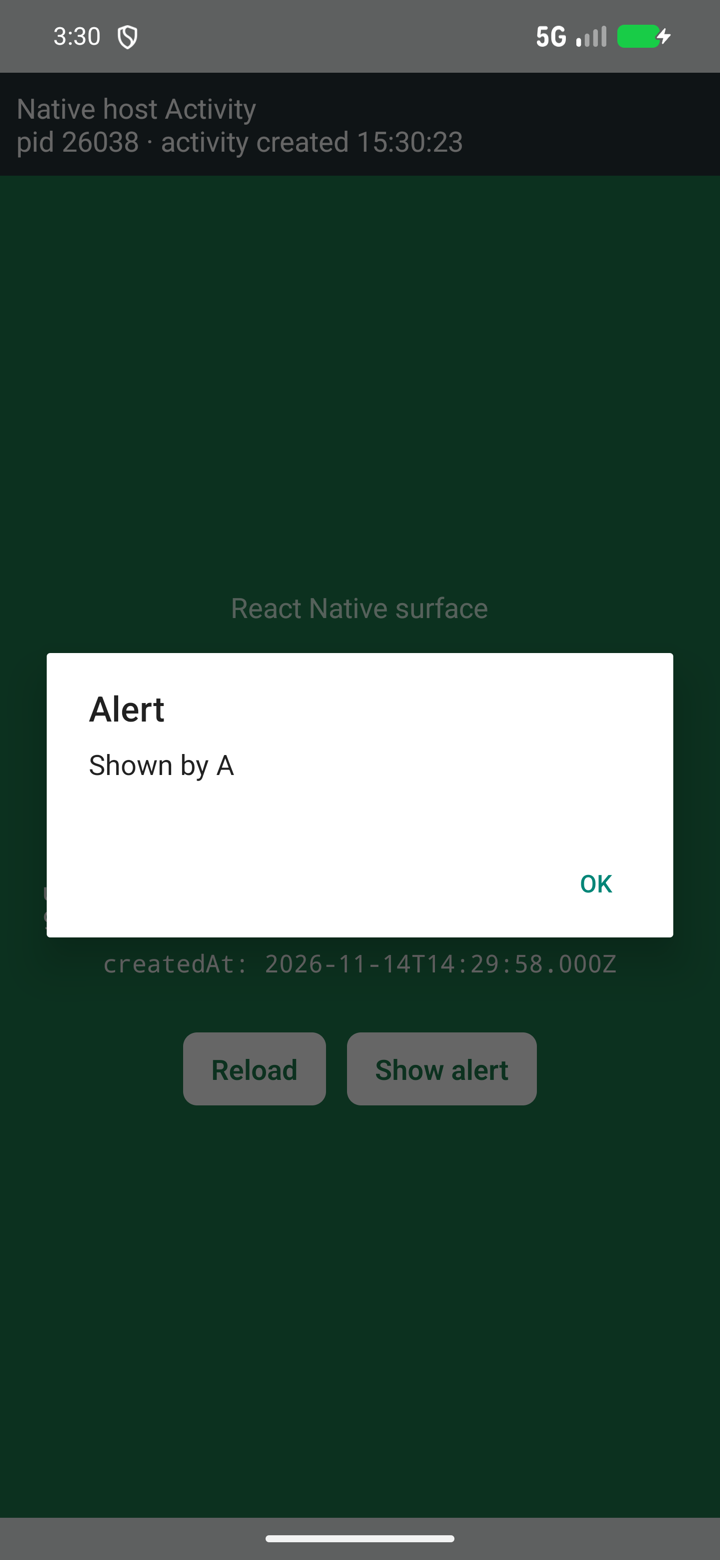 3:30 5G
Native host Activity
pid 26038 · activity created 15:30:23
React Native surface
Alert
Shown by A
OK
createdAt: 2026-11-14T14:29:58.000Z
Reload Show alert